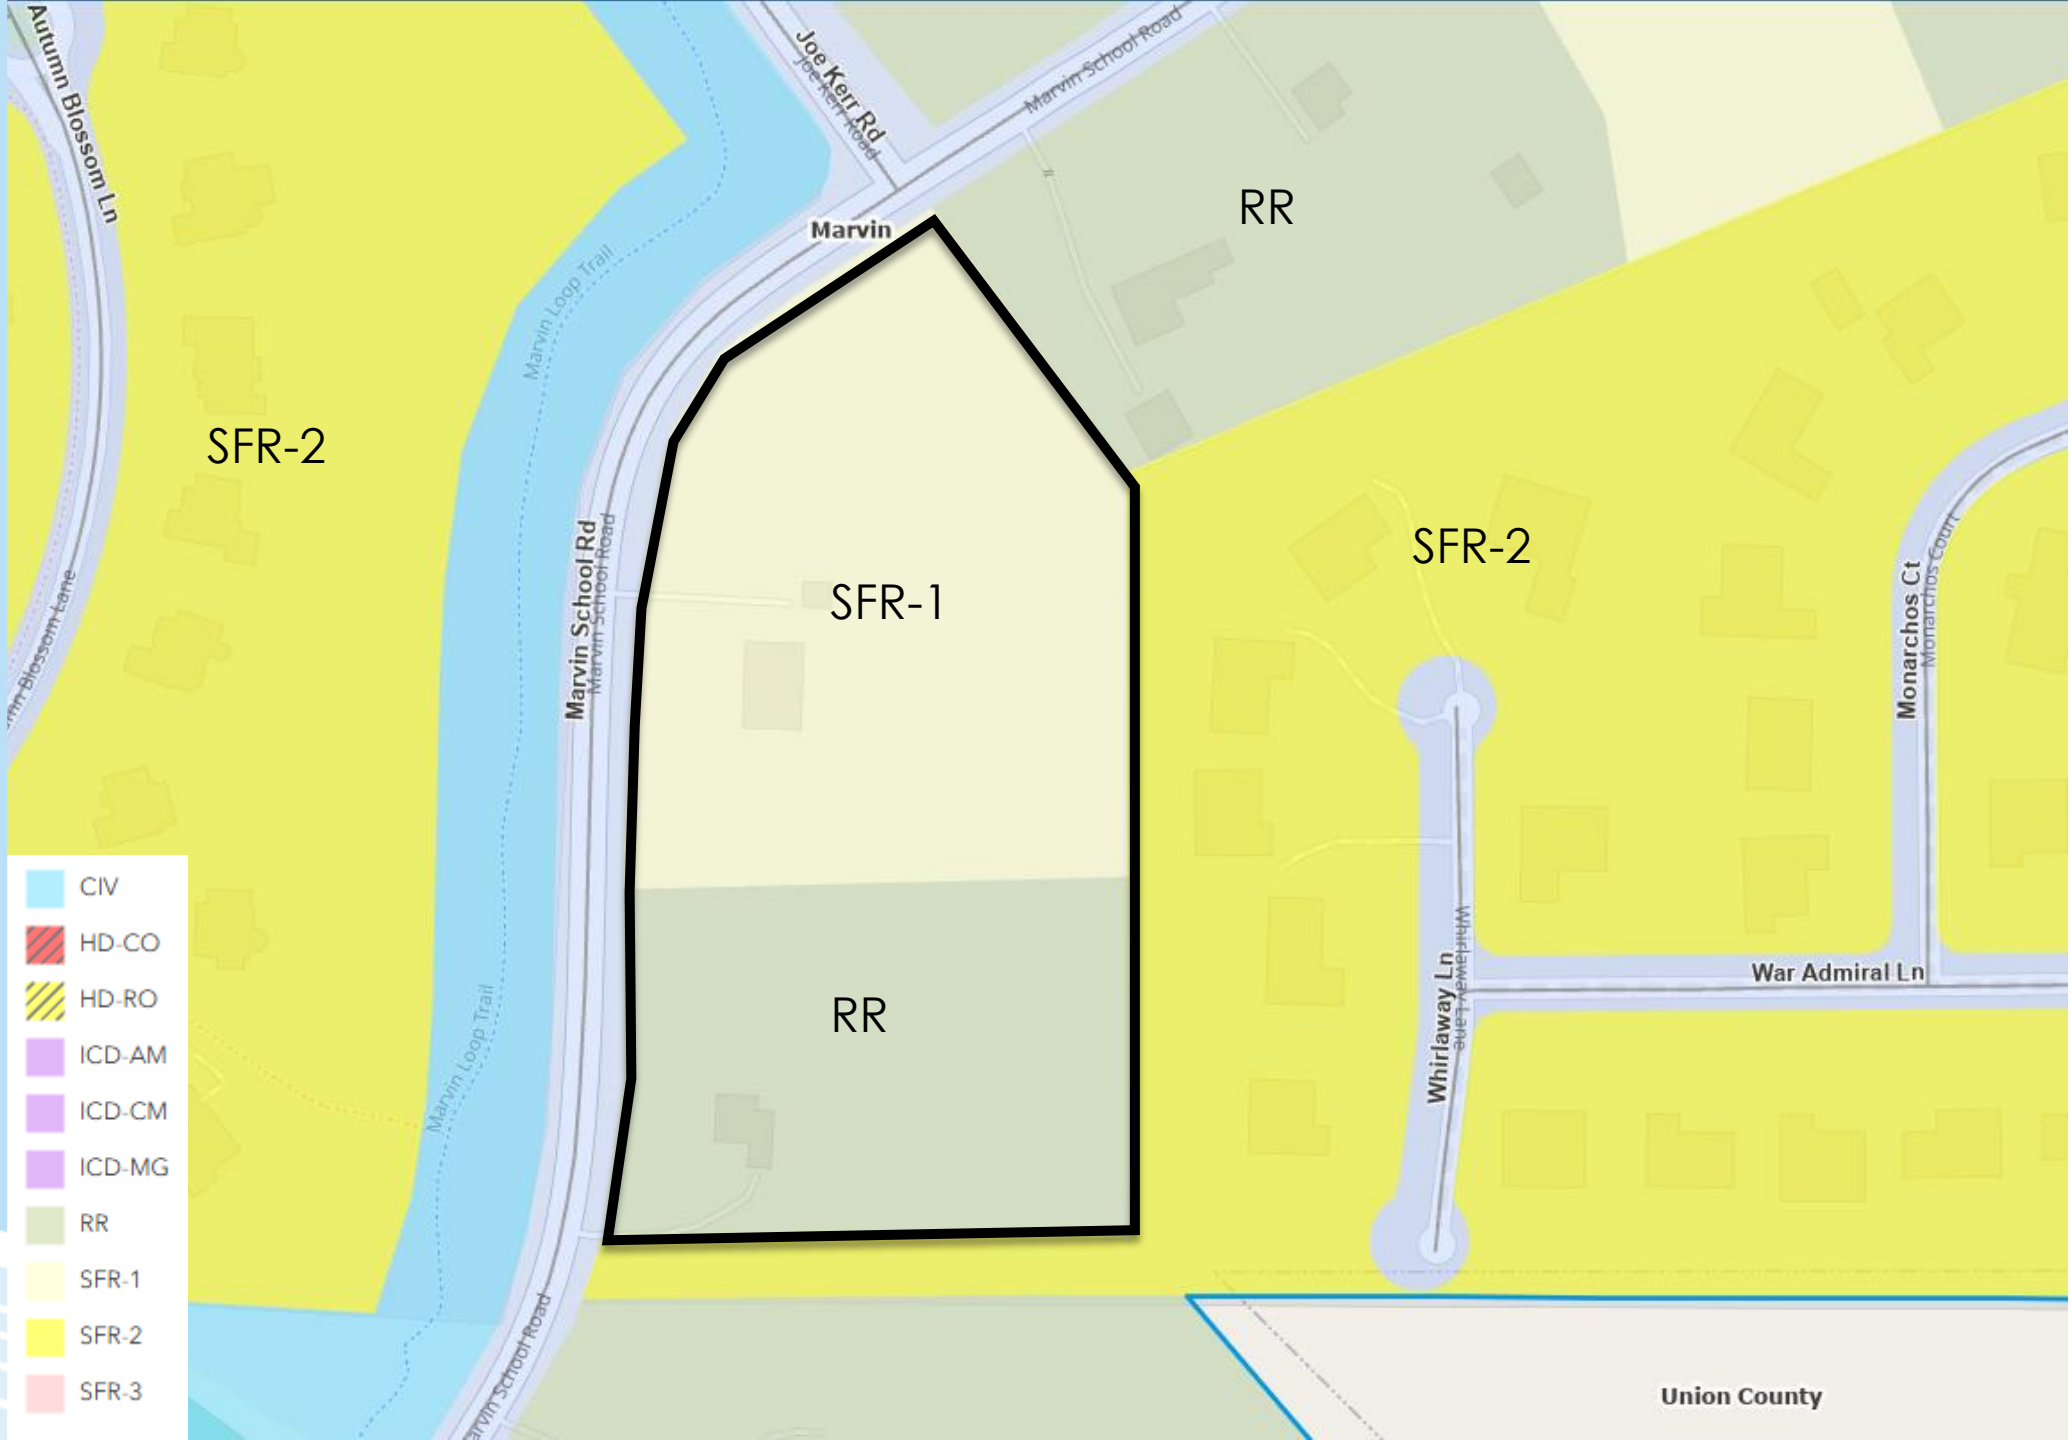 Autumn Blossom Ln
Joe Kerr Rd
Joe Kerr Road
Marvin School Road
RR
Marvin
Marvin Loop Trail
SFR-2
SFR-2
Marvin School Rd
Marvin School Road
SFR-1
Monarchos Ct
Monarchos Court
Blossom Lane
CIV
HD-CO
HD-RO
ICD-AM
ICD-CM
ICD-MG
RR
SFR-1
SFR-2
SFR-3
Marvin Loop Trail
RR
Whirlaway Ln
Whirlaway Lane
War Admiral Ln
Marvin School Road
Union County